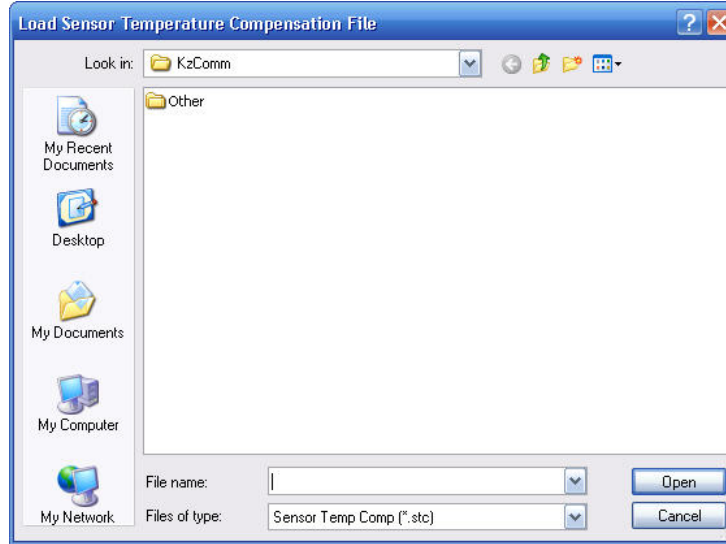 Load Sensor Temperature Compensation File
Look in:
KzComm
Other
My Recent
Documents
Desktop
My Documents
My Computer
My Network
File name:
Open
Files of type:
Sensor Temp Comp (*.stc)
Cancel